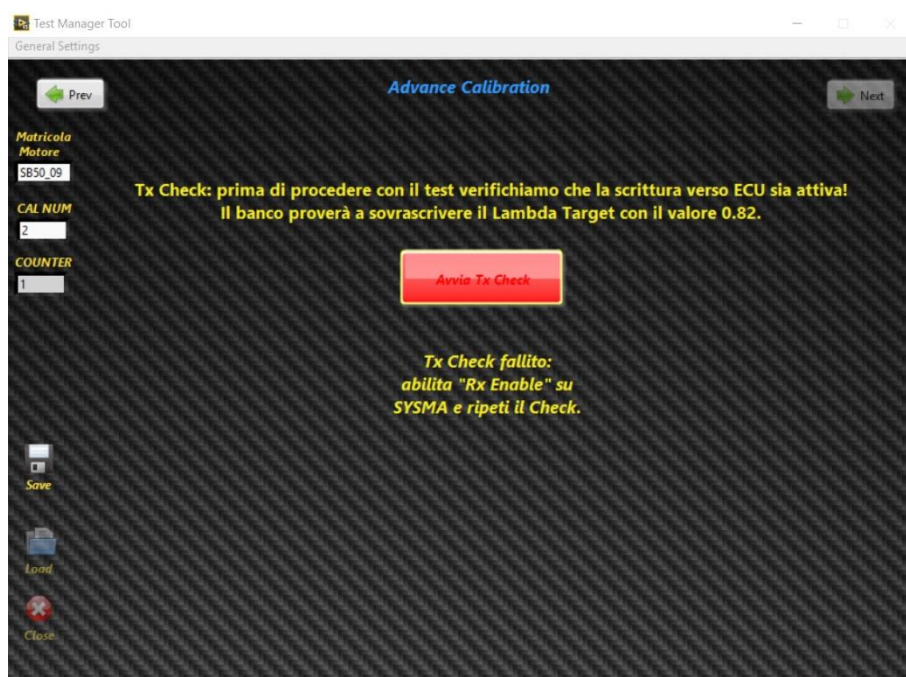 Test Manager Tool
General Settings
Prev
Advance Calibration
Next
Matricola
Motore
SB50_09
CAL NUM
2
COUNTER
1
Tx Check: prima di procedere con il test verifichiamo che la scrittura verso ECU sia attiva!
Il banco proverà a sovrascrivere il Lambda Target con il valore 0.82.
Avvia Tx Check
Tx Check fallito:
abilita "Rx Enable" su
SYSMA e ripeti il Check.
Save
Load
Close